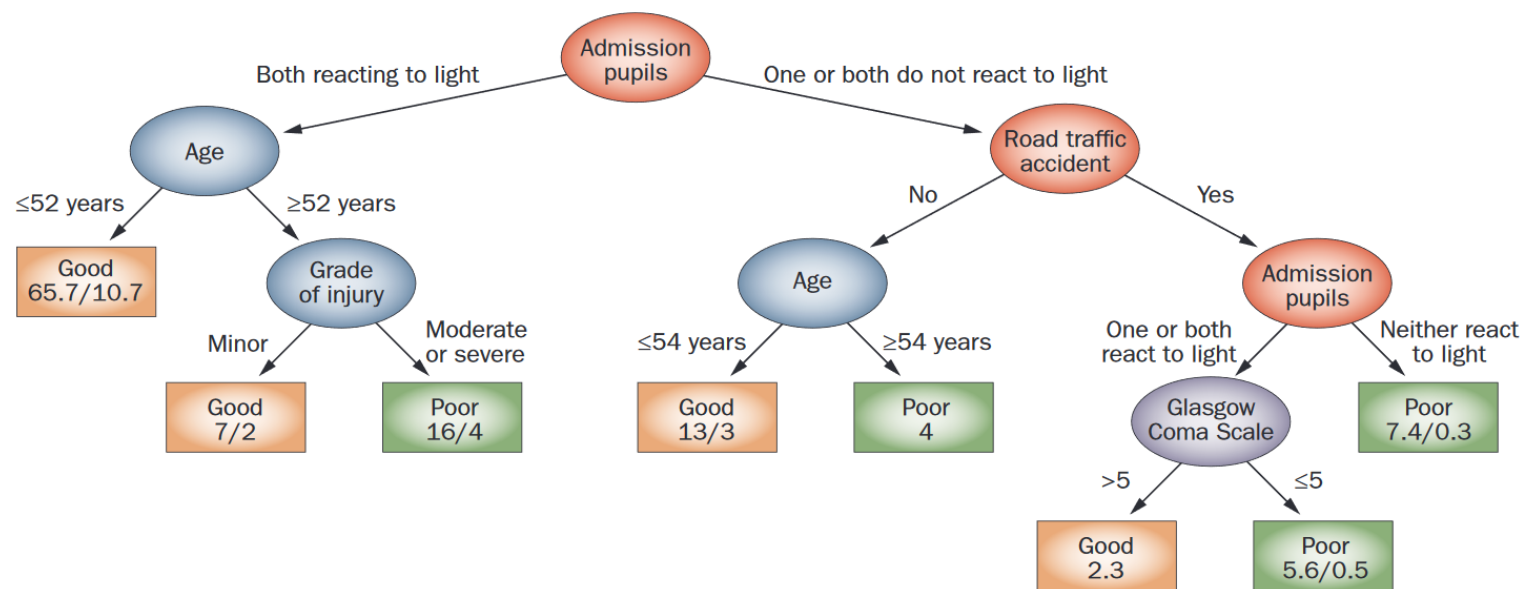 Admission
pupils
Both reacting to light
One or both do not react to light
Age
Road traffic
accident
≤52 years
≥52 years
No
Yes
Good
65.7/10.7
Grade
of injury
Age
Admission
pupils
Minor
Moderate
or severe
≤54 years
≥54 years
One or both
react to light
Neither react
to light
Good
7/2
Poor
16/4
Good
13/3
Poor
4
Glasgow
Coma Scale
Poor
7.4/0.3
>5
≤5
Good
2.3
Poor
5.6/0.5